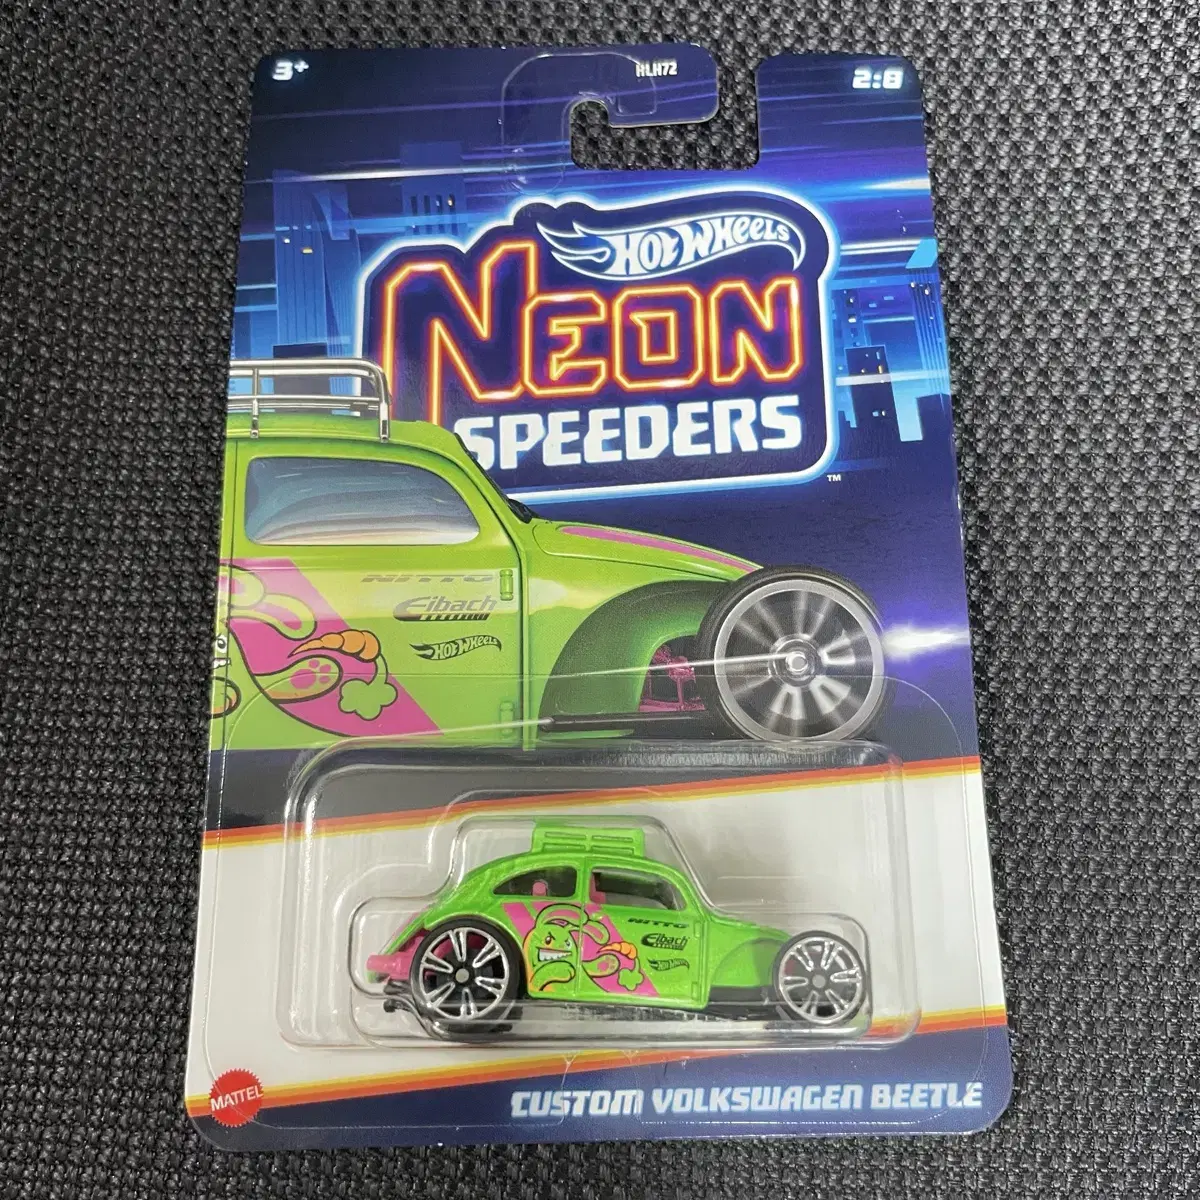 3+
HLH72
2:8
HOT WHEELS
NEON
SPEEDERS
TM
NITTO
Eibach
HOT WHEELS
NITTO
Eibach
HOT WHEELS
MATTEL
CUSTOM VOLKSWAGEN BEETLE